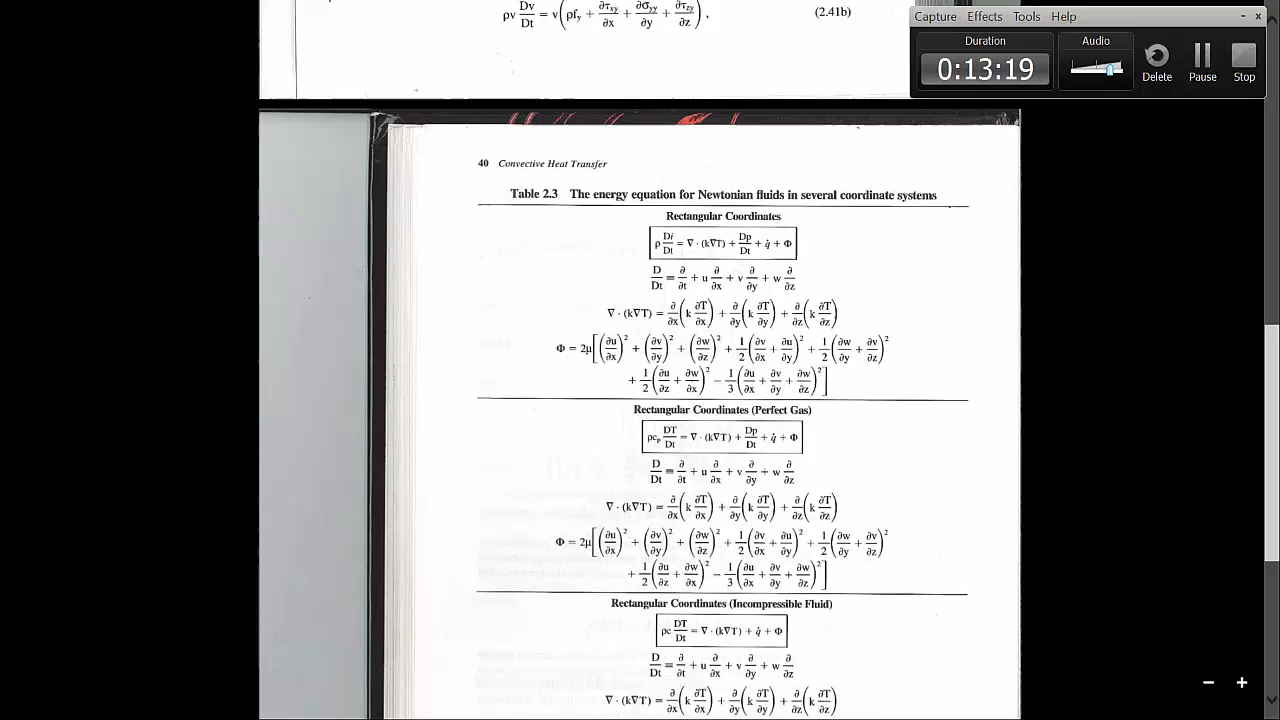 ρv Dv/Dt = v(ρf_y + ∂τ_xy/∂x + ∂σ_yy/∂y + ∂τ_zy/∂z), (2.41b)
Capture Effects Tools Help
Duration
Audio
0:13:19
Delete Pause Stop
40 Convective Heat Transfer
Table 2.3 The energy equation for Newtonian fluids in several coordinate systems
Rectangular Coordinates
ρ Di/Dt = ∇ · (k∇T) + Dp/Dt + q̇ + Φ
D/Dt ≡ ∂/∂t + u ∂/∂x + v ∂/∂y + w ∂/∂z
∇ · (k∇T) = ∂/∂x(k ∂T/∂x) + ∂/∂y(k ∂T/∂y) + ∂/∂z(k ∂T/∂z)
Φ = 2μ[(∂u/∂x)² + (∂v/∂y)² + (∂w/∂z)² + 1/2(∂v/∂x + ∂u/∂y)² + 1/2(∂w/∂y + ∂v/∂z)²
+ 1/2(∂u/∂z + ∂w/∂x)² − 1/3(∂u/∂x + ∂v/∂y + ∂w/∂z)²]
Rectangular Coordinates (Perfect Gas)
ρc_p DT/Dt = ∇ · (k∇T) + Dp/Dt + q̇ + Φ
D/Dt ≡ ∂/∂t + u ∂/∂x + v ∂/∂y + w ∂/∂z
∇ · (k∇T) = ∂/∂x(k ∂T/∂x) + ∂/∂y(k ∂T/∂y) + ∂/∂z(k ∂T/∂z)
Φ = 2μ[(∂u/∂x)² + (∂v/∂y)² + (∂w/∂z)² + 1/2(∂v/∂x + ∂u/∂y)² + 1/2(∂w/∂y + ∂v/∂z)²
+ 1/2(∂u/∂z + ∂w/∂x)² − 1/3(∂u/∂x + ∂v/∂y + ∂w/∂z)²]
Rectangular Coordinates (Incompressible Fluid)
ρc DT/Dt = ∇ · (k∇T) + q̇ + Φ
D/Dt ≡ ∂/∂t + u ∂/∂x + v ∂/∂y + w ∂/∂z
∇ · (k∇T) = ∂/∂x(k ∂T/∂x) + ∂/∂y(k ∂T/∂y) + ∂/∂z(k ∂T/∂z)